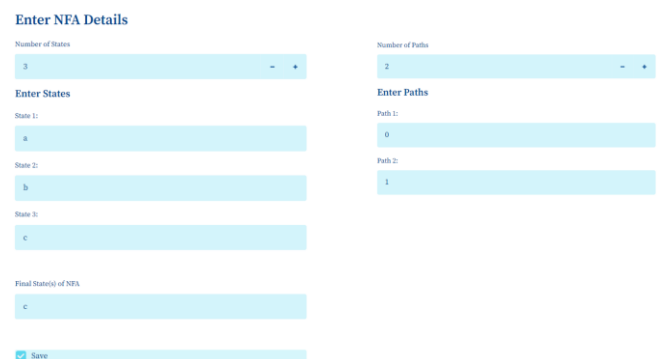 Enter NFA Details
Number of States
3
− +
Enter States
State 1:
a
State 2:
b
State 3:
c
Final State(s) of NFA
c
Save
Number of Paths
2
− +
Enter Paths
Path 1:
0
Path 2:
1